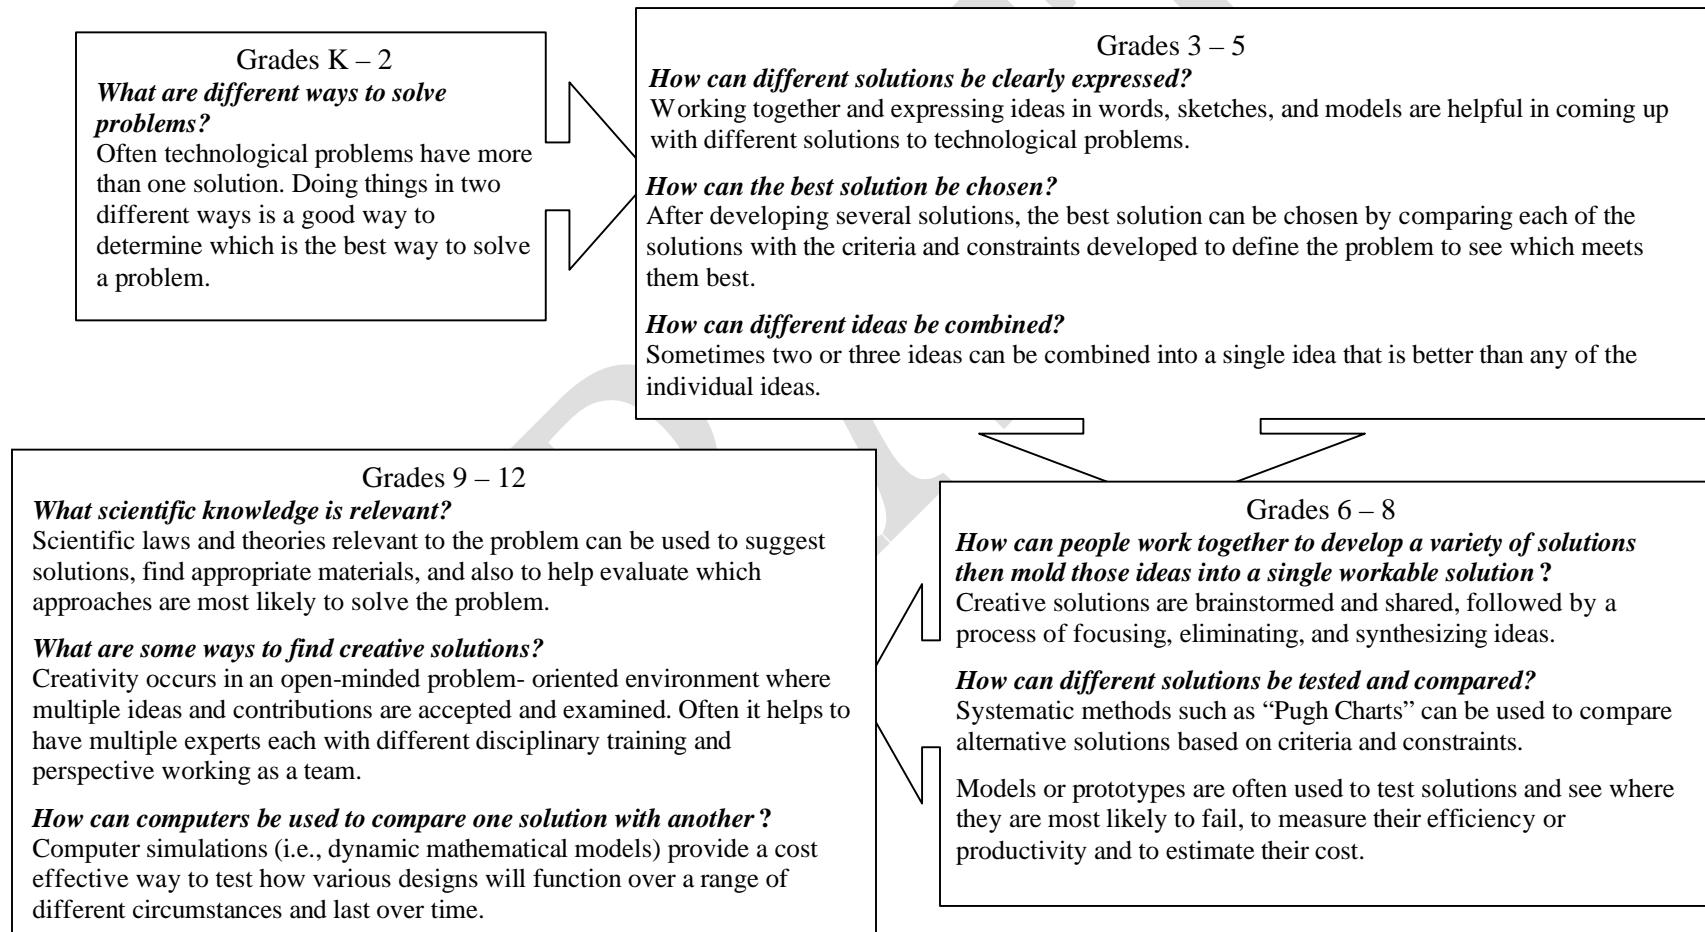 Grades K – 2
What are different ways to solve
problems?
Often technological problems have more
than one solution. Doing things in two
different ways is a good way to
determine which is the best way to solve
a problem.
Grades 3 – 5
How can different solutions be clearly expressed?
Working together and expressing ideas in words, sketches, and models are helpful in coming up
with different solutions to technological problems.
How can the best solution be chosen?
After developing several solutions, the best solution can be chosen by comparing each of the
solutions with the criteria and constraints developed to define the problem to see which meets
them best.
How can different ideas be combined?
Sometimes two or three ideas can be combined into a single idea that is better than any of the
individual ideas.
Grades 6 – 8
How can people work together to develop a variety of solutions
then mold those ideas into a single workable solution ?
Creative solutions are brainstormed and shared, followed by a
process of focusing, eliminating, and synthesizing ideas.
How can different solutions be tested and compared?
Systematic methods such as “Pugh Charts” can be used to compare
alternative solutions based on criteria and constraints.
Models or prototypes are often used to test solutions and see where
they are most likely to fail, to measure their efficiency or
productivity and to estimate their cost.
Grades 9 – 12
What scientific knowledge is relevant?
Scientific laws and theories relevant to the problem can be used to suggest
solutions, find appropriate materials, and also to help evaluate which
approaches are most likely to solve the problem.
What are some ways to find creative solutions?
Creativity occurs in an open-minded problem- oriented environment where
multiple ideas and contributions are accepted and examined. Often it helps to
have multiple experts each with different disciplinary training and
perspective working as a team.
How can computers be used to compare one solution with another ?
Computer simulations (i.e., dynamic mathematical models) provide a cost
effective way to test how various designs will function over a range of
different circumstances and last over time.